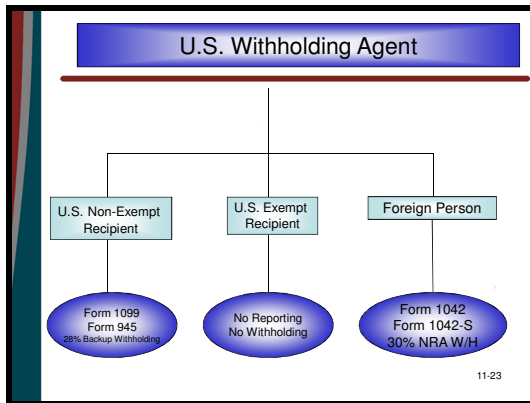 U.S. Withholding Agent
U.S. Non-Exempt
Recipient
U.S. Exempt
Recipient
Foreign Person
Form 1099
Form 945
28% Backup Withholding
No Reporting
No Withholding
Form 1042
Form 1042-S
30% NRA W/H
11-23